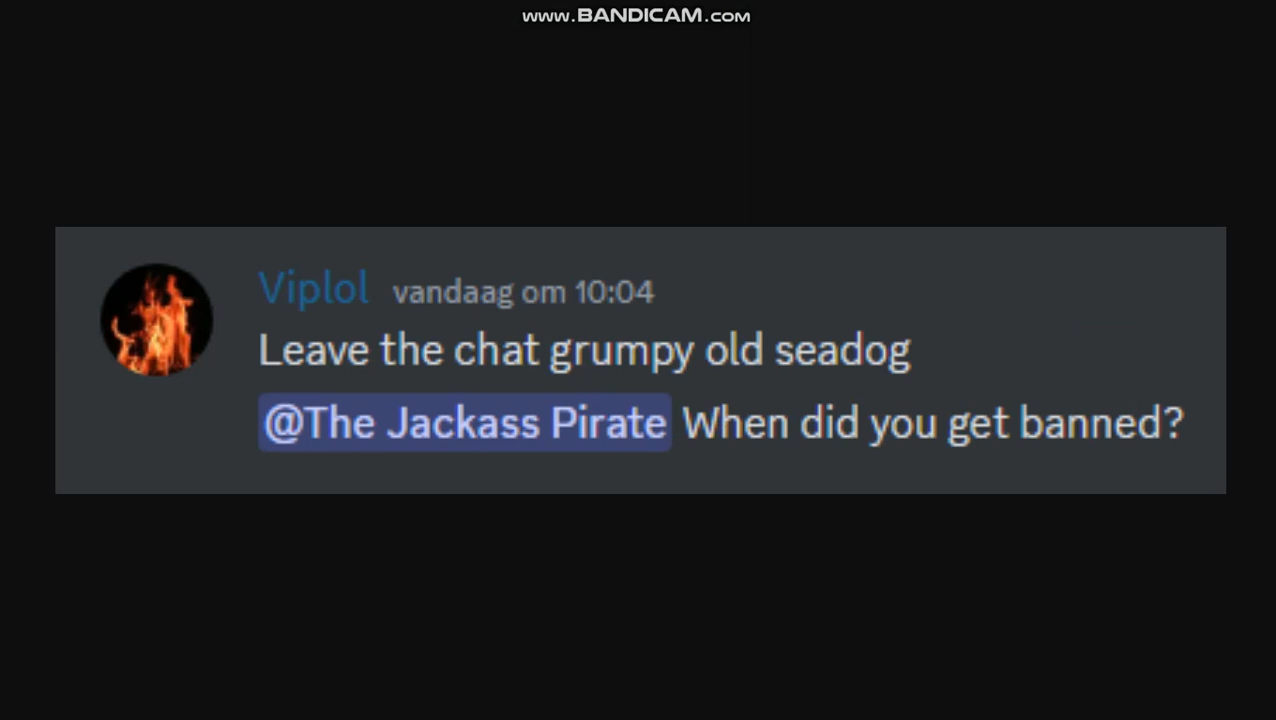 www.BANDICAM.com
Viplol vandaag om 10:04
Leave the chat grumpy old seadog
@The Jackass Pirate When did you get banned?